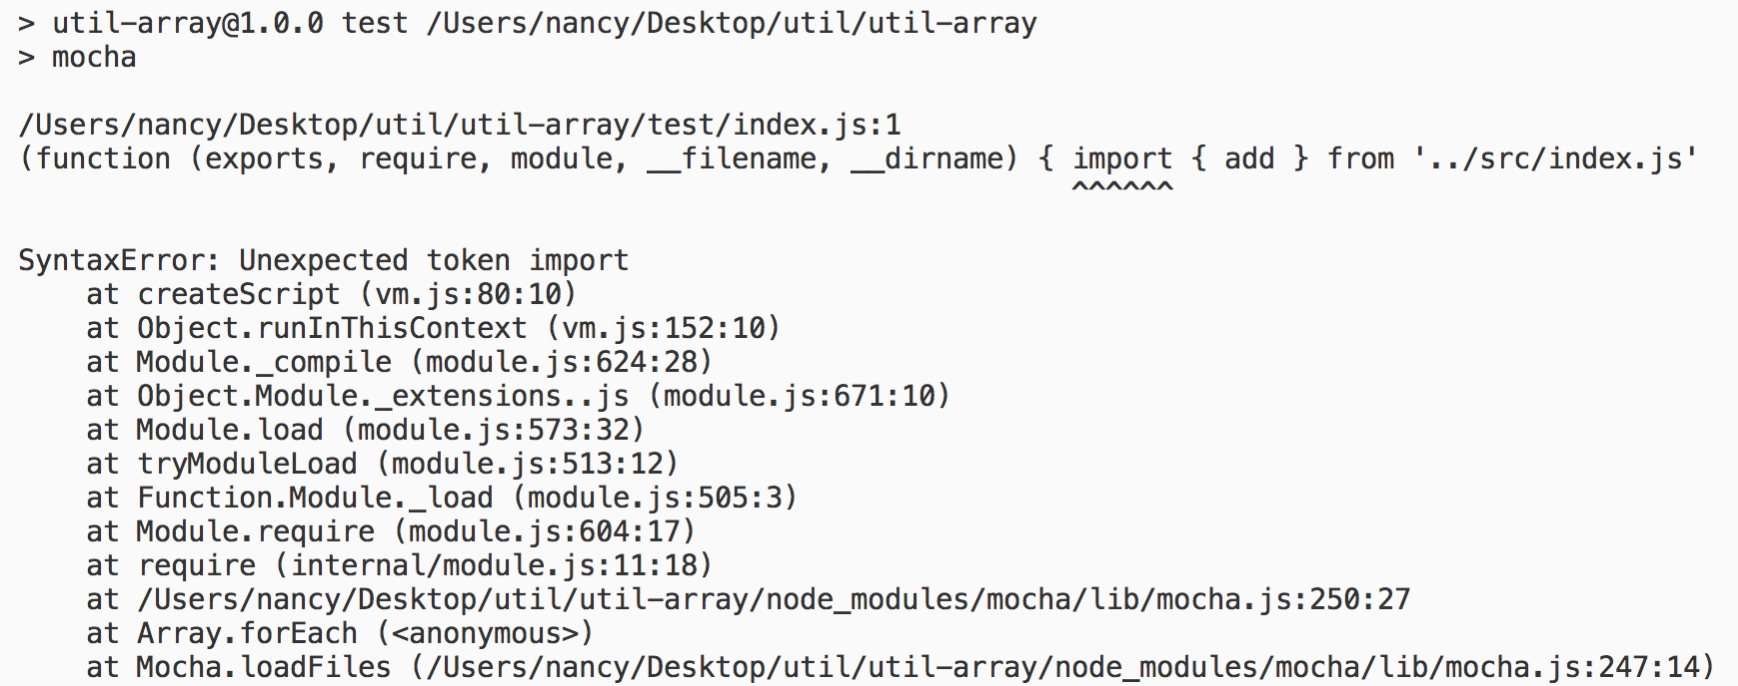 > util-array@1.0.0 test /Users/nancy/Desktop/util/util-array
> mocha
/Users/nancy/Desktop/util/util-array/test/index.js:1
(function (exports, require, module, __filename, __dirname) { import { add } from '../src/index.js'
^^^^^^
SyntaxError: Unexpected token import
at createScript (vm.js:80:10)
at Object.runInThisContext (vm.js:152:10)
at Module._compile (module.js:624:28)
at Object.Module._extensions..js (module.js:671:10)
at Module.load (module.js:573:32)
at tryModuleLoad (module.js:513:12)
at Function.Module._load (module.js:505:3)
at Module.require (module.js:604:17)
at require (internal/module.js:11:18)
at /Users/nancy/Desktop/util/util-array/node_modules/mocha/lib/mocha.js:250:27
at Array.forEach (<anonymous>)
at Mocha.loadFiles (/Users/nancy/Desktop/util/util-array/node_modules/mocha/lib/mocha.js:247:14)